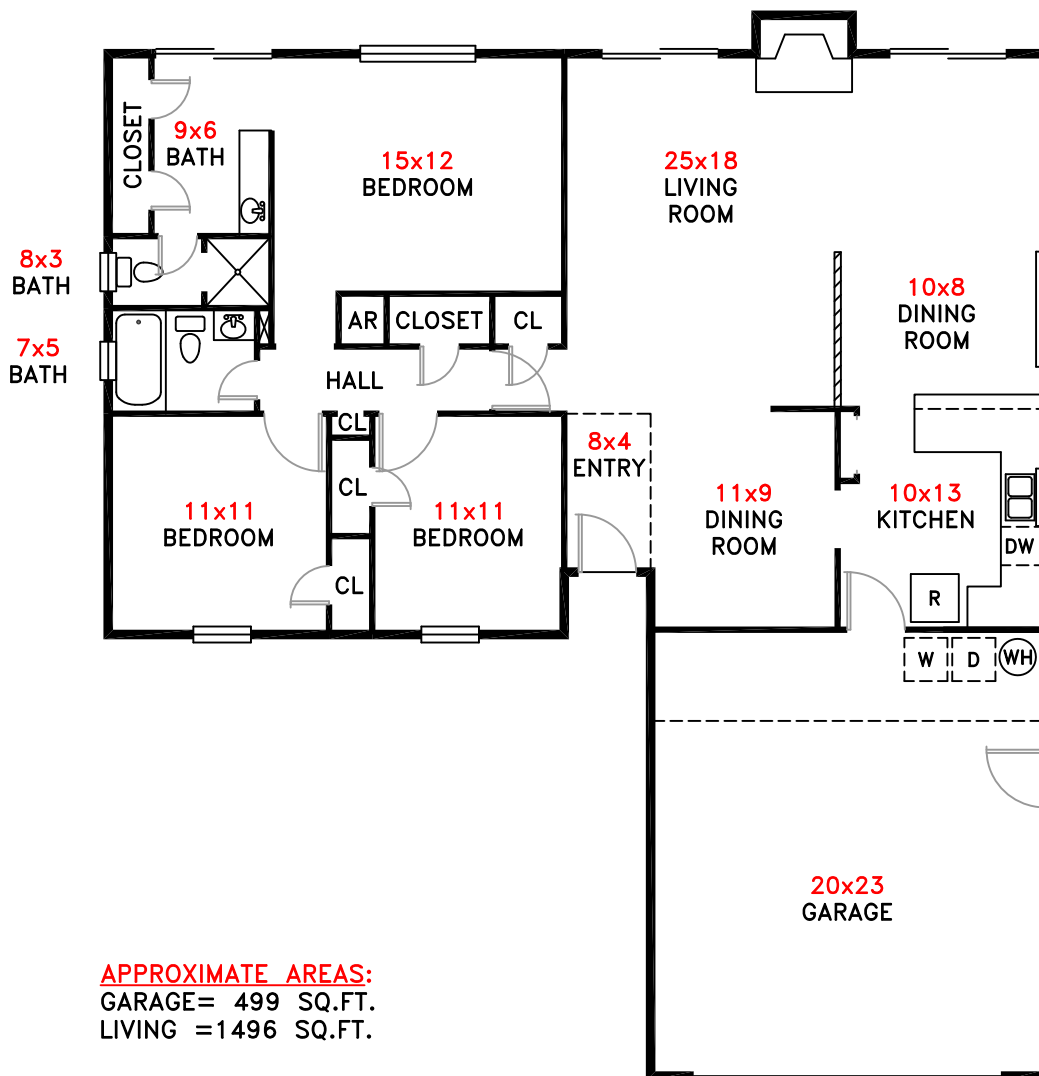 CLOSET
9x6
BATH
15x12
BEDROOM
25x18
LIVING
ROOM
8x3
BATH
10x8
DINING
ROOM
AR
CLOSET
CL
7x5
BATH
HALL
CL
8x4
ENTRY
CL
11x11
BEDROOM
11x11
BEDROOM
11x9
DINING
ROOM
10x13
KITCHEN
DW
CL
R
W
D
WH
20x23
GARAGE
APPROXIMATE AREAS:
GARAGE= 499 SQ.FT.
LIVING =1496 SQ.FT.